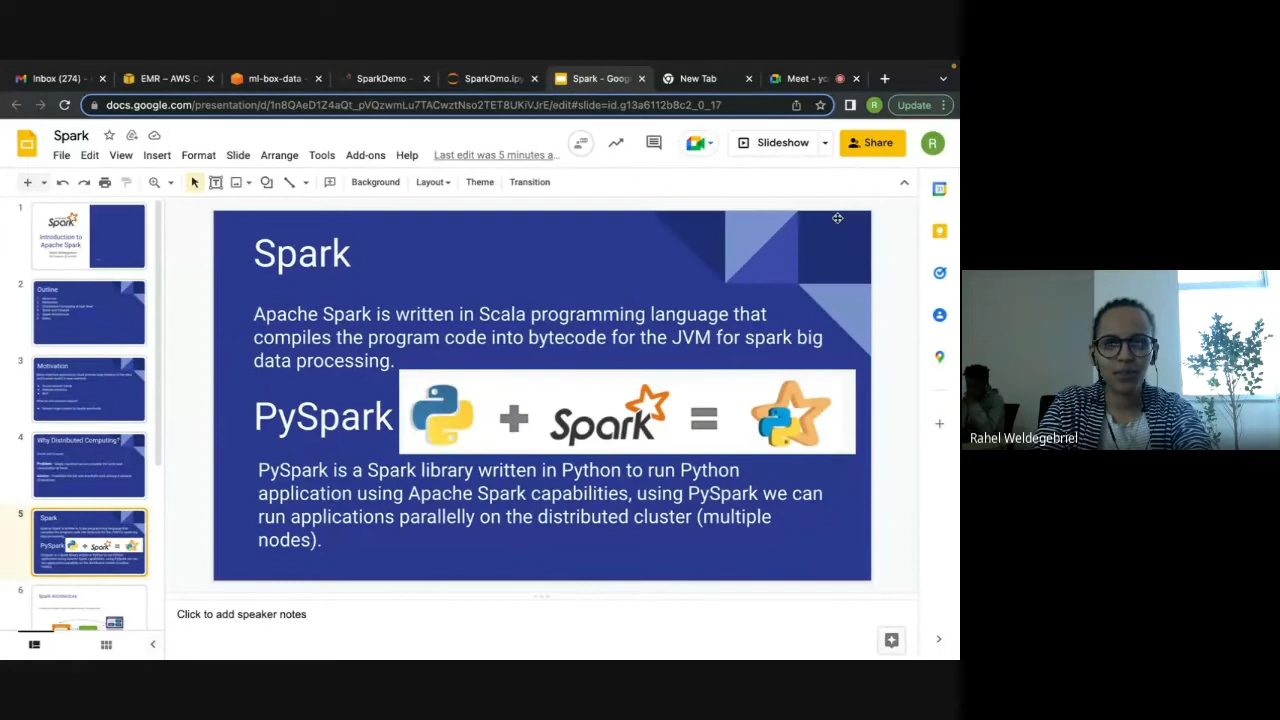 Inbox (274) -
EMR – AWS C
ml-box-data -
SparkDemo -
SparkDmo.ipy
Spark - Goog
New Tab
Meet - yc
docs.google.com/presentation/d/1n8QAeD1Z4aQt_pVQzwmLu7TACwztNso2TET8UKiVJrE/edit#slide=id.g13a6112b8c2_0_17
R
Update
Spark
File Edit View Insert Format Slide Arrange Tools Add-ons Help Last edit was 5 minutes a...
Slideshow
Share
R
Background Layout Theme Transition
1
Spark
Introduction to
Apache Spark
2
Outline
3
Motivation
4
Why Distributed Computing?
5
Spark
PySpark
Spark
6
Spark Architecture
Spark
Apache Spark is written in Scala programming language that
compiles the program code into bytecode for the JVM for spark big
data processing.
PySpark
Spark
PySpark is a Spark library written in Python to run Python
application using Apache Spark capabilities, using PySpark we can
run applications parallelly on the distributed cluster (multiple
nodes).
Click to add speaker notes
Rahel Weldegebriel